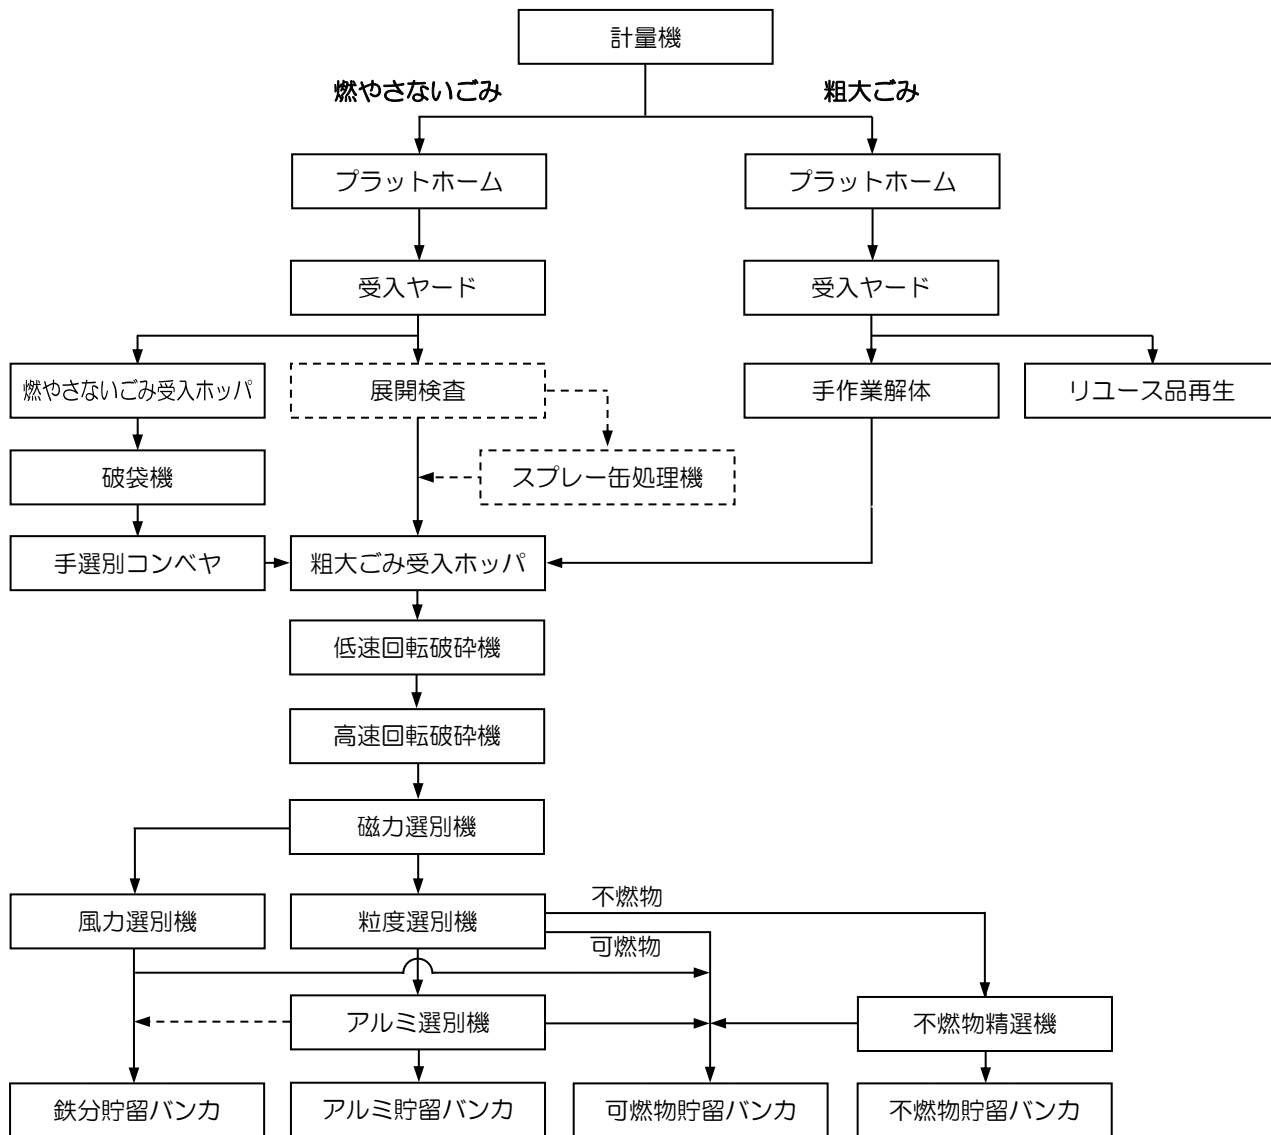 計量機
燃やさないごみ
粗大ごみ
プラットホーム
プラットホーム
受入ヤード
受入ヤード
燃やさないごみ受入ホッパ
展開検査
手作業解体
リユース品再生
破袋機
スプレー缶処理機
手選別コンベヤ
粗大ごみ受入ホッパ
低速回転破砕機
高速回転破砕機
磁力選別機
不燃物
風力選別機
粒度選別機
可燃物
アルミ選別機
不燃物精選機
鉄分貯留バンカ
アルミ貯留バンカ
可燃物貯留バンカ
不燃物貯留バンカ